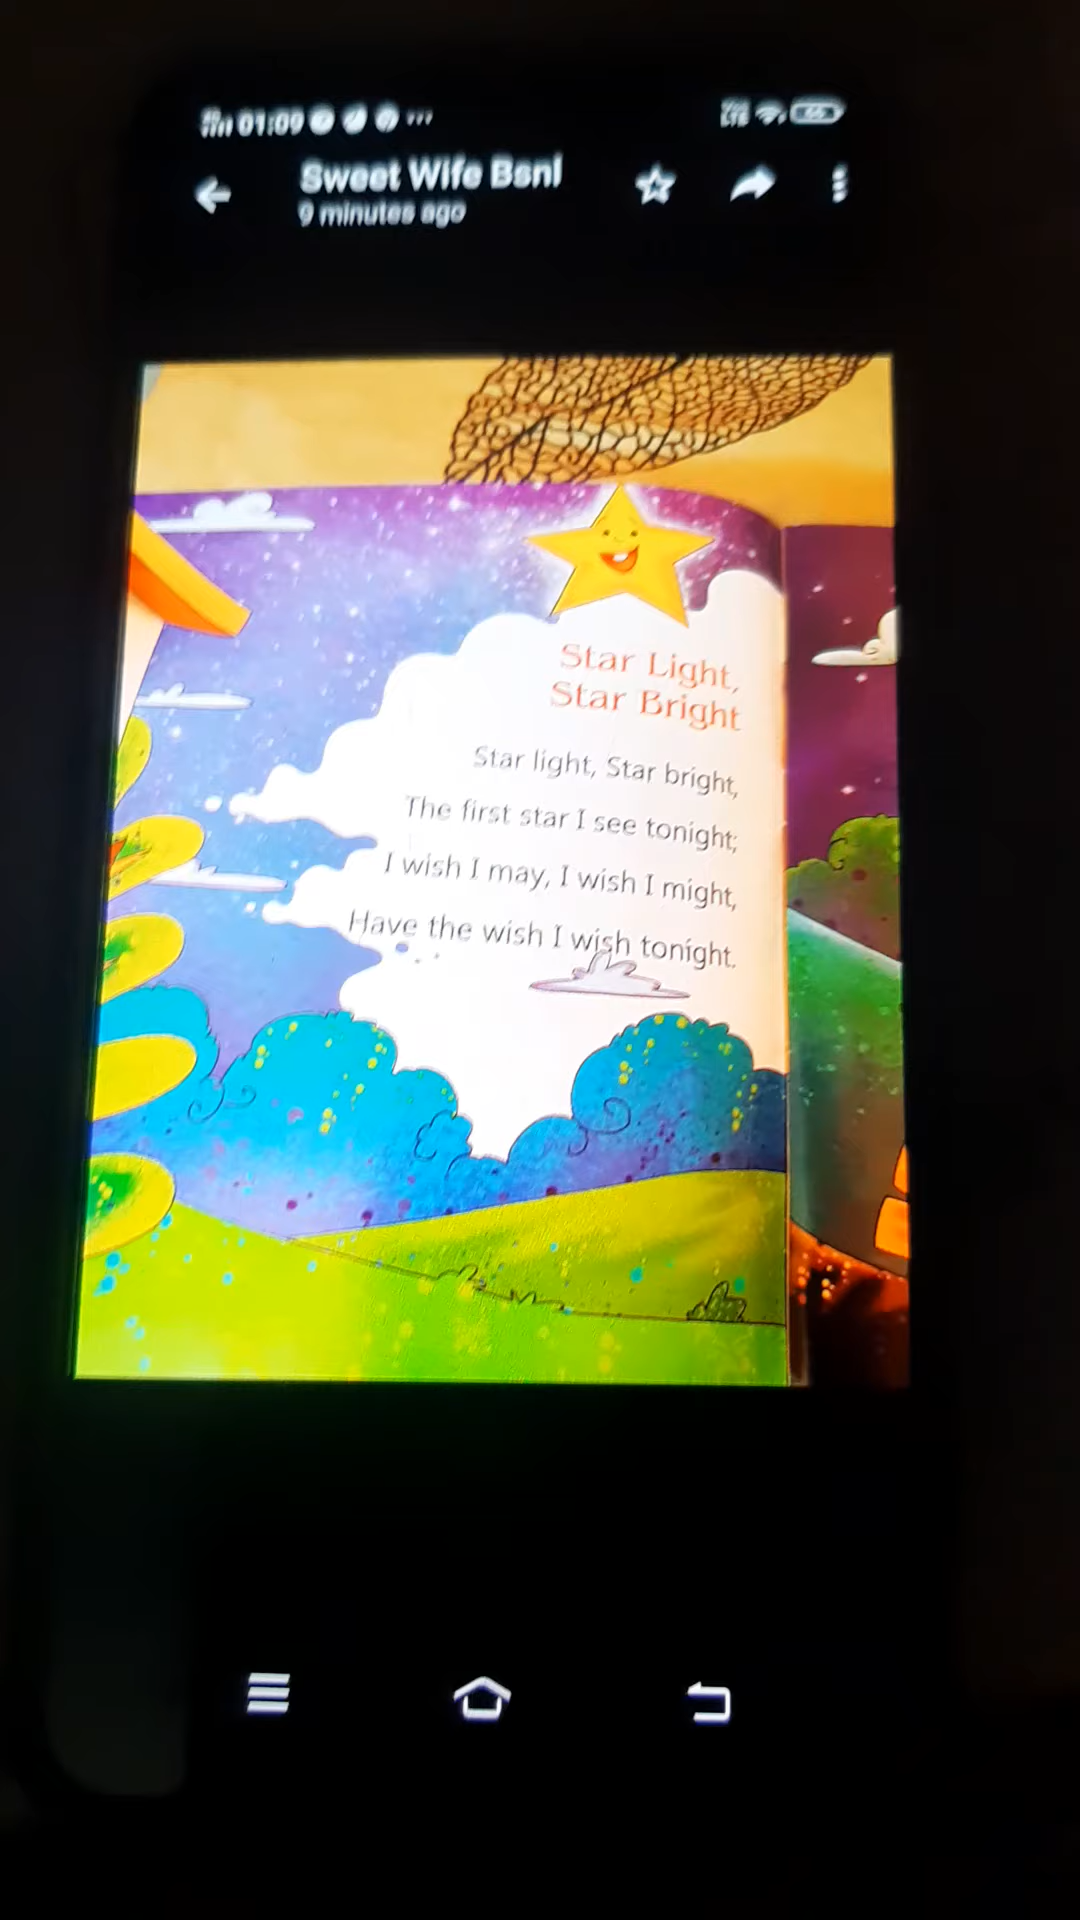 01:09
Sweet Wife Bsnl
9 minutes ago
Star Light,
Star Bright
Star light, Star bright,
The first star I see tonight;
I wish I may, I wish I might,
Have the wish I wish tonight.